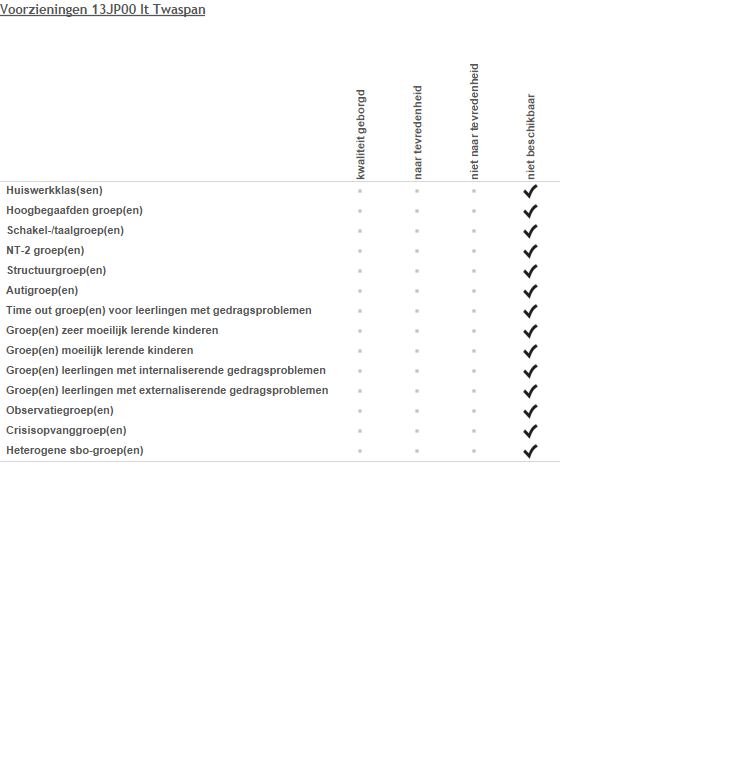 Voorzieningen 13JP00 It Twaspan
kwaliteit geborgd
naar tevredenheid
niet naar tevredenheid
niet beschikbaar
Huiswerkklas(sen)
Hoogbegaafden groep(en)
Schakel-/taalgroep(en)
NT-2 groep(en)
Structuurgroep(en)
Autigroep(en)
Time out groep(en) voor leerlingen met gedragsproblemen
Groep(en) zeer moeilijk lerende kinderen
Groep(en) moeilijk lerende kinderen
Groep(en) leerlingen met internaliserende gedragsproblemen
Groep(en) leerlingen met externaliserende gedragsproblemen
Observatiegroep(en)
Crisisopvanggroep(en)
Heterogene sbo-groep(en)